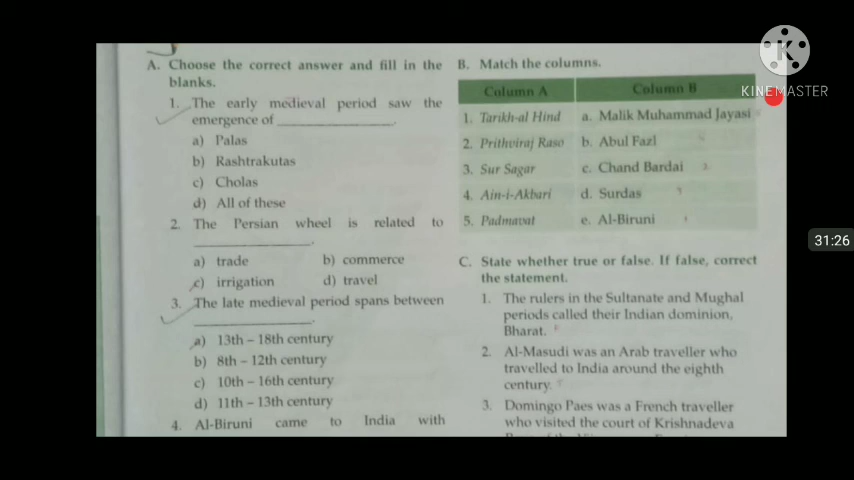 A. Choose the correct answer and fill in the
blanks.
1. The early medieval period saw the
emergence of
a) Palas
b) Rashtrakutas
c) Cholas
d) All of these
2. The Persian wheel is related to
a) trade b) commerce
c) irrigation d) travel
3. The late medieval period spans between
a) 13th – 18th century
b) 8th – 12th century
c) 10th – 16th century
d) 11th – 13th century
4. Al-Biruni came to India with
B. Match the columns.
Column A Column B
1. Tarikh-al Hind a. Malik Muhammad Jayasi
2. Prithviraj Raso b. Abul Fazl
3. Sur Sagar c. Chand Bardai
4. Ain-i-Akbari d. Surdas
5. Padmavat e. Al-Biruni
C. State whether true or false. If false, correct
the statement.
1. The rulers in the Sultanate and Mughal
periods called their Indian dominion,
Bharat.
2. Al-Masudi was an Arab traveller who
travelled to India around the eighth
century.
3. Domingo Paes was a French traveller
who visited the court of Krishnadeva
K
KINEMASTER
31:26